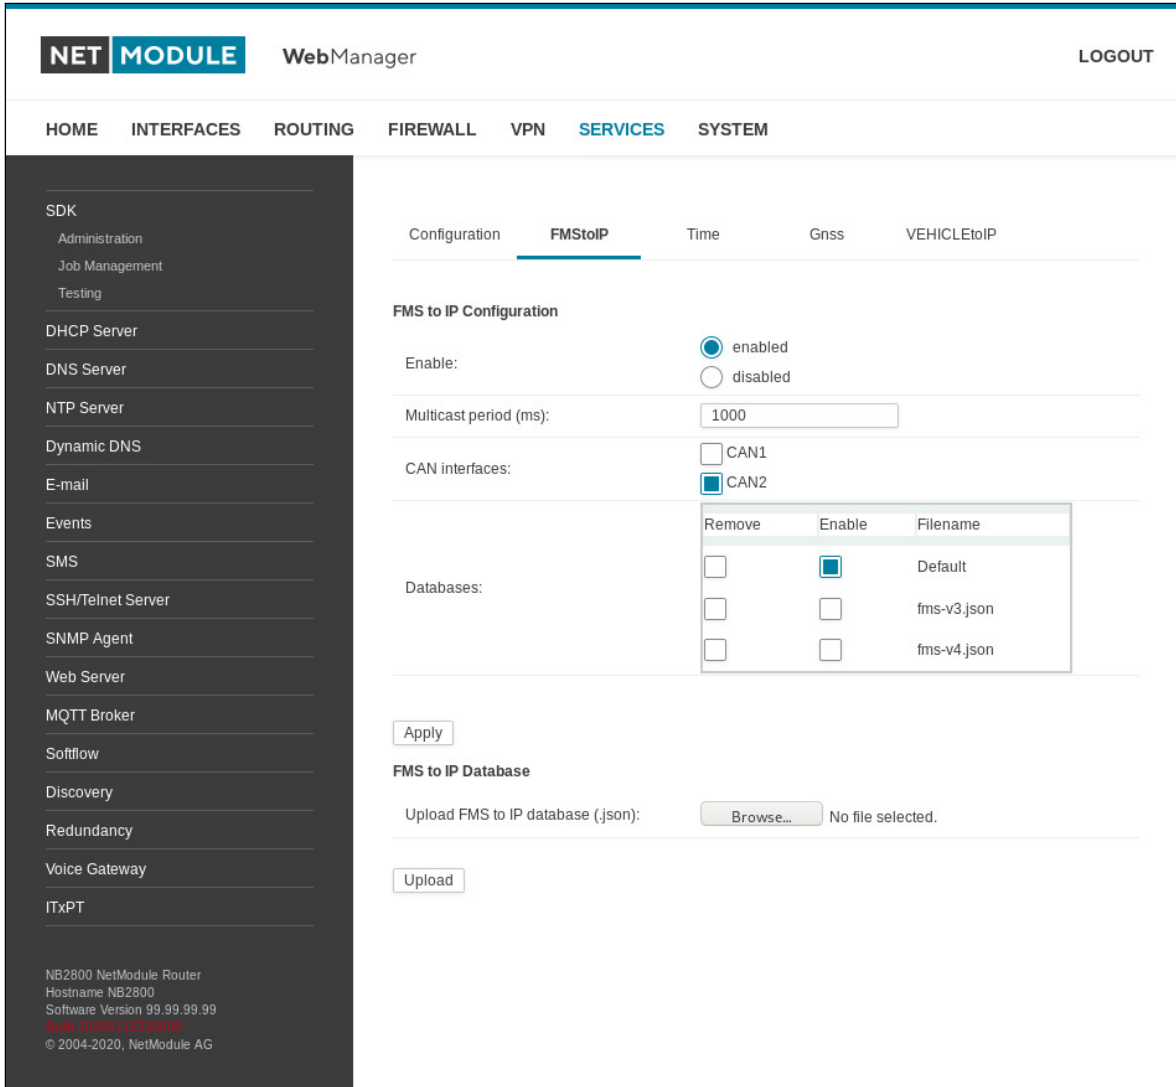 NET MODULE WebManager LOGOUT
HOME INTERFACES ROUTING FIREWALL VPN SERVICES SYSTEM
SDK
Administration
Job Management
Testing
DHCP Server
DNS Server
NTP Server
Dynamic DNS
E-mail
Events
SMS
SSH/Telnet Server
SNMP Agent
Web Server
MQTT Broker
Softflow
Discovery
Redundancy
Voice Gateway
ITxPT
NB2800 NetModule Router
Hostname NB2800
Software Version 99.99.99.99
Build
© 2004-2020, NetModule AG
Configuration FMStoIP Time Gnss VEHICLEtoIP
FMS to IP Configuration
Enable:
enabled
disabled
Multicast period (ms): 1000
CAN interfaces:
CAN1
CAN2
Databases:
Remove Enable Filename
Default
fms-v3.json
fms-v4.json
Apply
FMS to IP Database
Upload FMS to IP database (.json): Browse... No file selected.
Upload